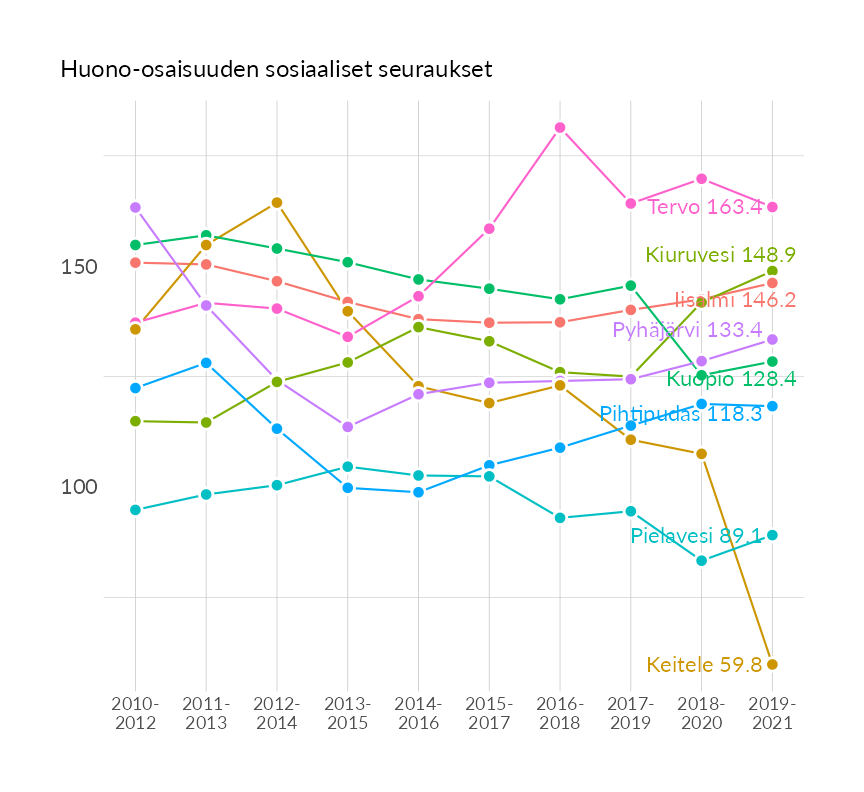 Huono-osaisuuden sosiaaliset seuraukset
150
100
Tervo 163.4
Kiuruvesi 148.9
Iisalmi 146.2
Pyhäjärvi 133.4
Kuopio 128.4
Pihtipudas 118.3
Pielavesi 89.1
Keitele 59.8
2010-
2012
2011-
2013
2012-
2014
2013-
2015
2014-
2016
2015-
2017
2016-
2018
2017-
2019
2018-
2020
2019-
2021